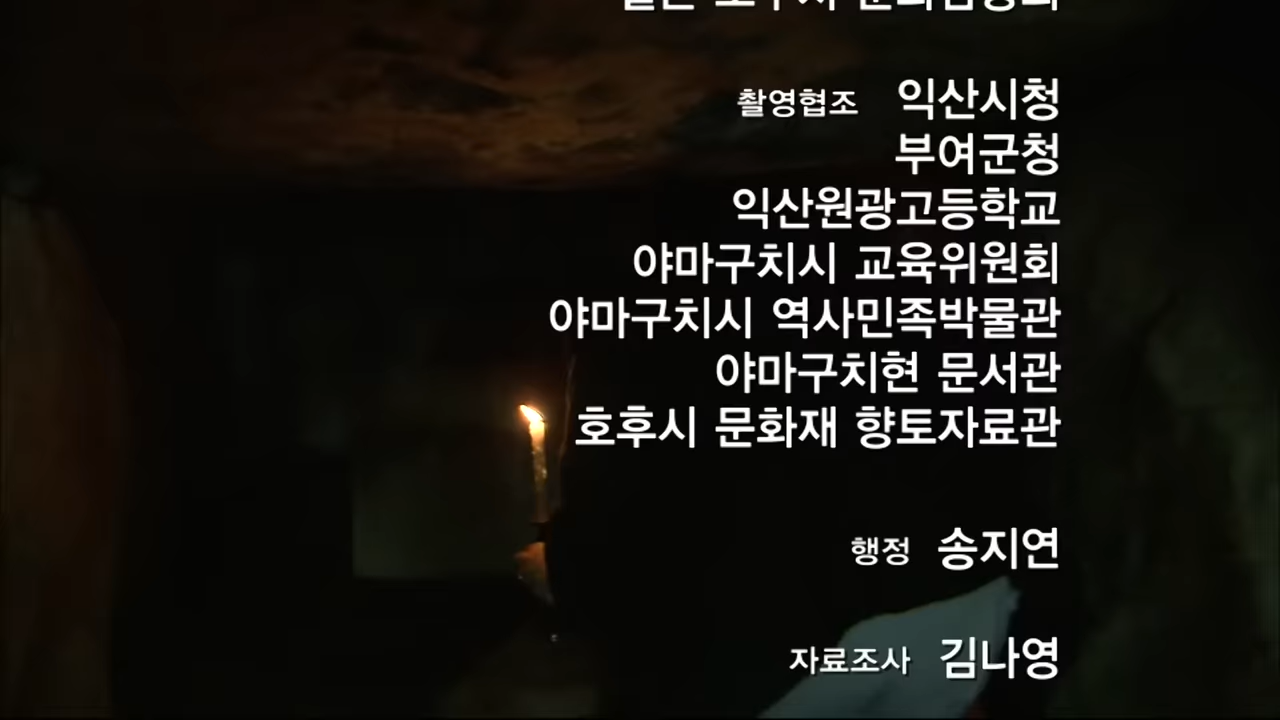 촬영협조 익산시청
부여군청
익산원광고등학교
야마구치시 교육위원회
야마구치시 역사민족박물관
야마구치현 문서관
호후시 문화재 향토자료관
행정 송지연
자료조사 김나영